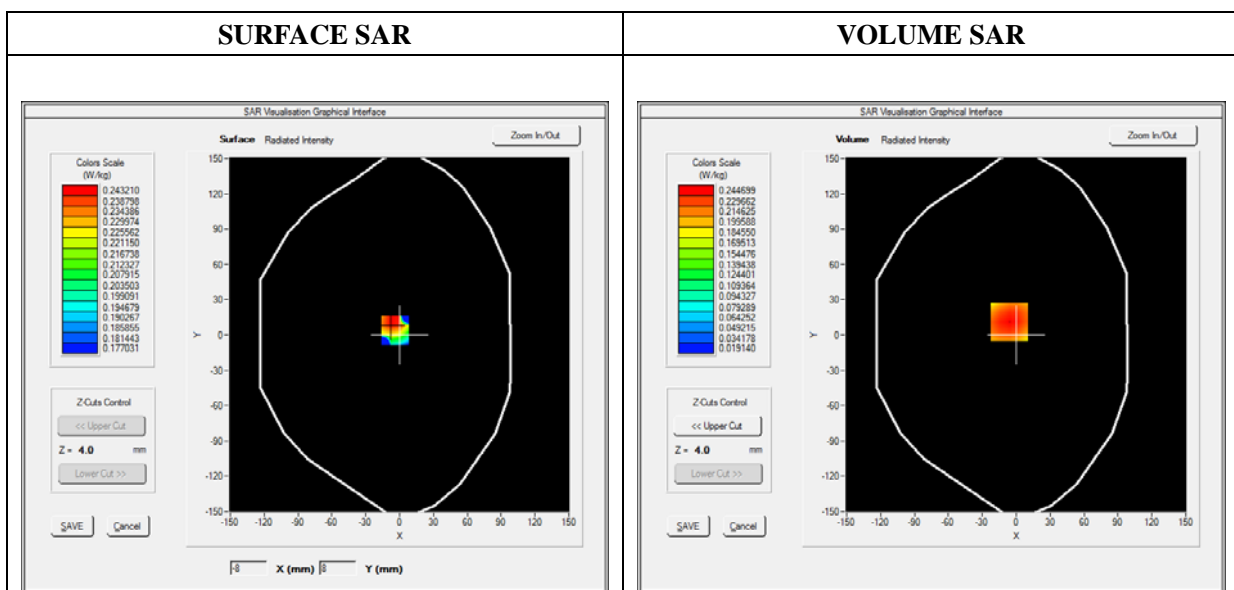 SURFACE SAR
VOLUME SAR
SAR Visualisation Graphical Interface
Surface Radiated Intensity
Zoom In/Out
Colors Scale
(W/kg)
0.243210
0.238798
0.234386
0.229974
0.225562
0.221150
0.216738
0.212327
0.207915
0.203503
0.199091
0.194679
0.190267
0.185855
0.181443
0.177031
Z-Cuts Control
<< Upper Cut
Z = 4.0 mm
Lower Cut >>
SAVE Cancel
150
120
90
60
30
0
-30
-60
-90
-120
-150
Y
-150 -120 -90 -60 -30 0 30 60 90 120 150
X
-8 X (mm) 8 Y (mm)
SAR Visualisation Graphical Interface
Volume Radiated Intensity
Zoom In/Out
Colors Scale
(W/kg)
0.244699
0.229662
0.214625
0.199588
0.184550
0.169513
0.154476
0.139438
0.124401
0.109364
0.094327
0.079289
0.064252
0.049215
0.034178
0.019140
Z-Cuts Control
<< Upper Cut
Z = 4.0 mm
Lower Cut >>
SAVE Cancel
150
120
90
60
30
0
-30
-60
-90
-120
-150
Y
-150 -120 -90 -60 -30 0 30 60 90 120 150
X